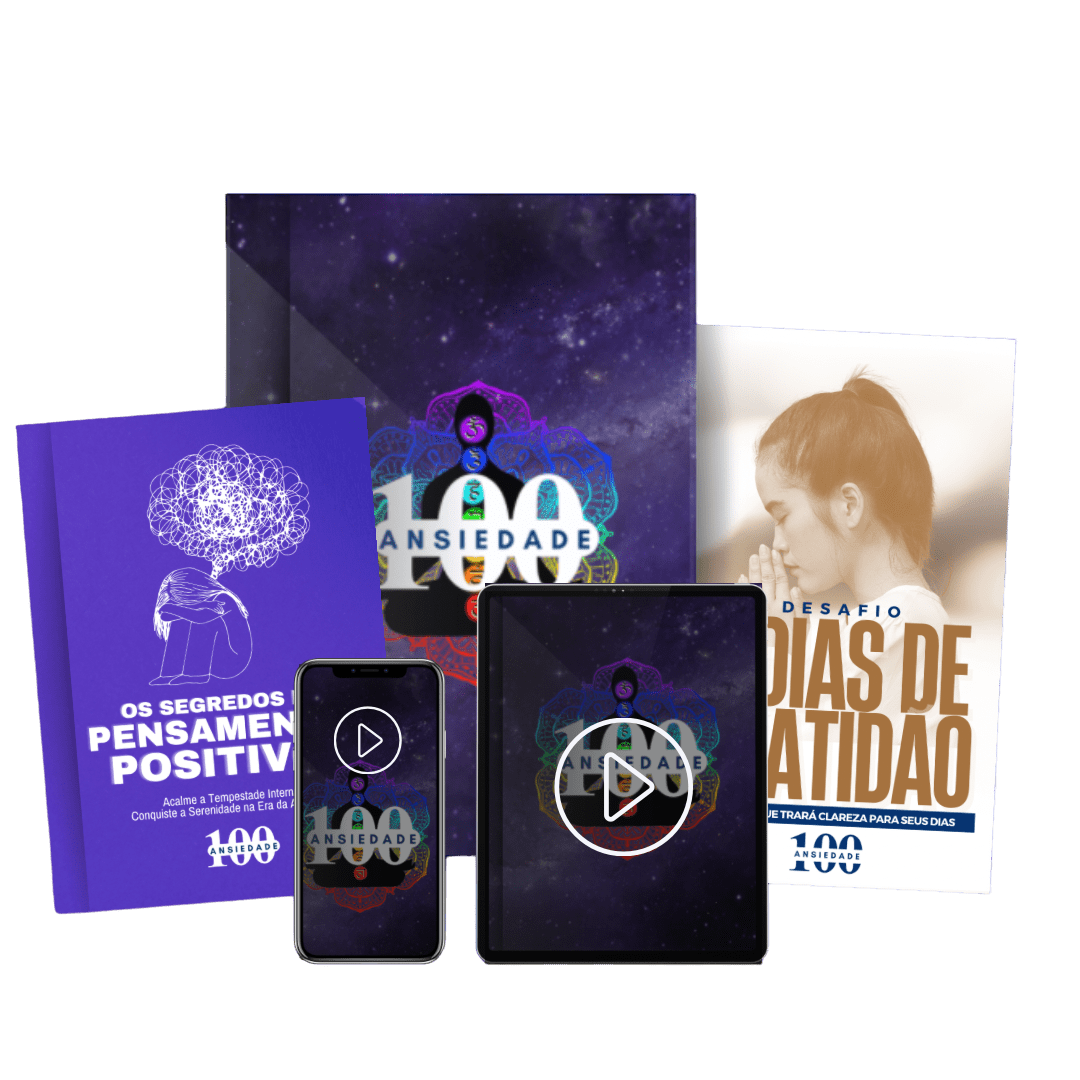 100
ANSIEDADE
OS SEGREDOS
PENSAMEN
POSITIV
Acalme a Tempestade Intern
Conquiste a Serenidade na Era da A
100
ANSIEDADE
100
ANSIEDADE
100
ANSIEDADE
DESAFIO
DIAS DE
ATIDÃO
UE TRARÁ CLAREZA PARA SEUS DIAS
100
ANSIEDADE